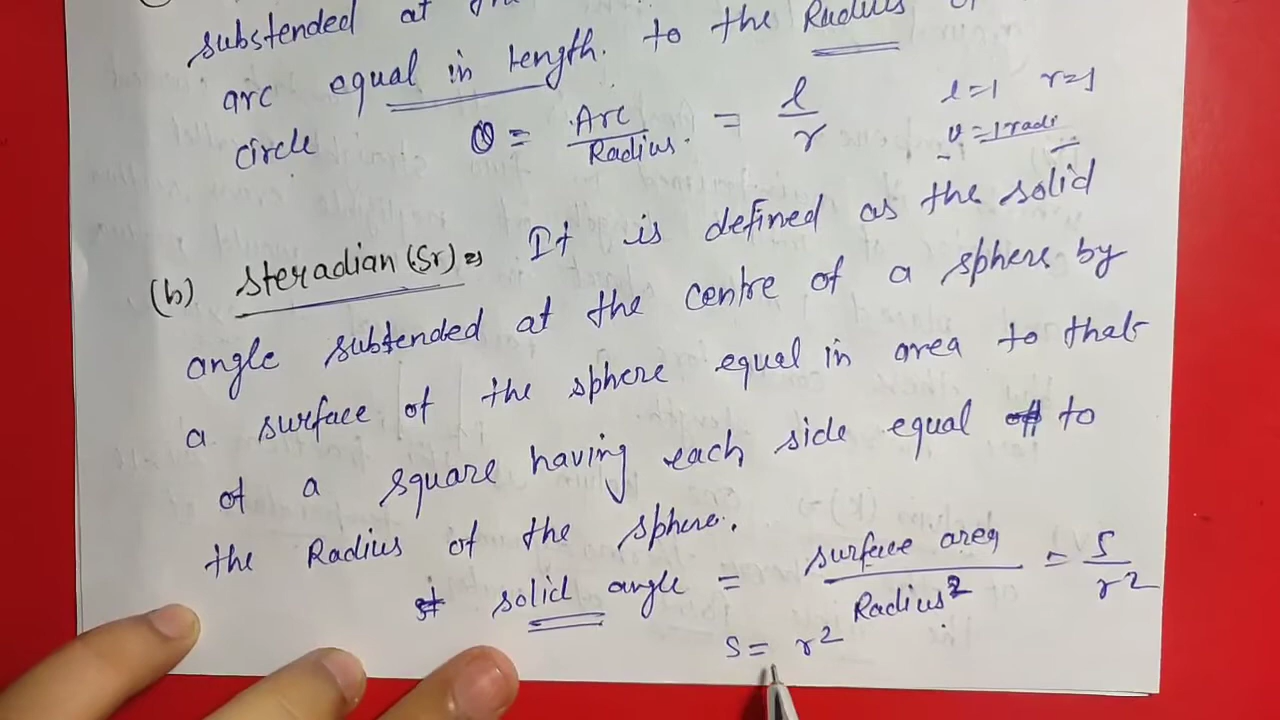 substended at
arc equal in length. to the Radius
circle θ = Arc/Radius = l/r l=1 r=1
θ = 1 radi
(b) Steradian (Sr) => It is defined as the solid
angle subtended at the centre of a sphere by
a surface of the sphere equal in area to that
of a square having each side equal to
the Radius of the sphere.
solid angle = surface area/Radius² = S/r²
S = r²